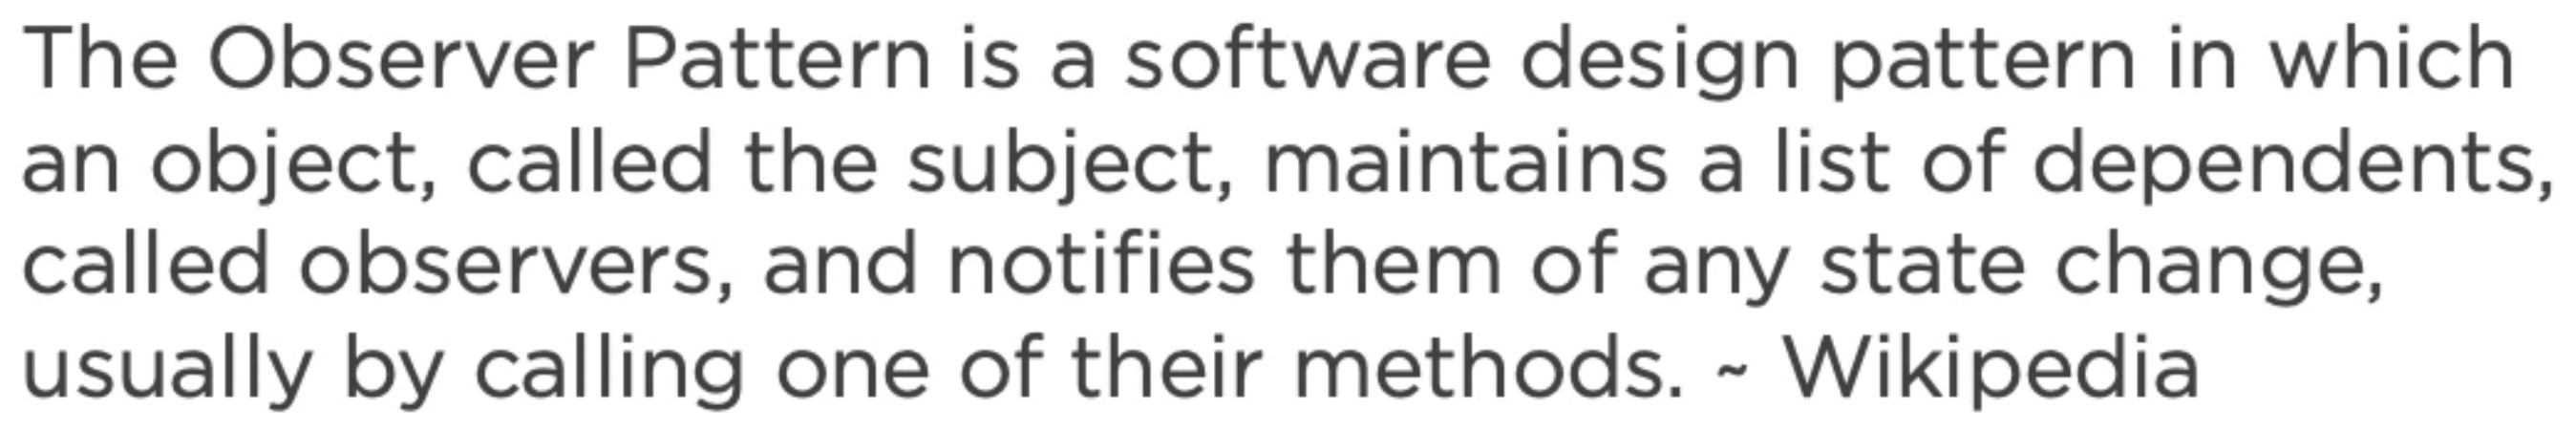 The Observer Pattern is a software design pattern in which
an object, called the subject, maintains a list of dependents,
called observers, and notifies them of any state change,
usually by calling one of their methods. ~ Wikipedia